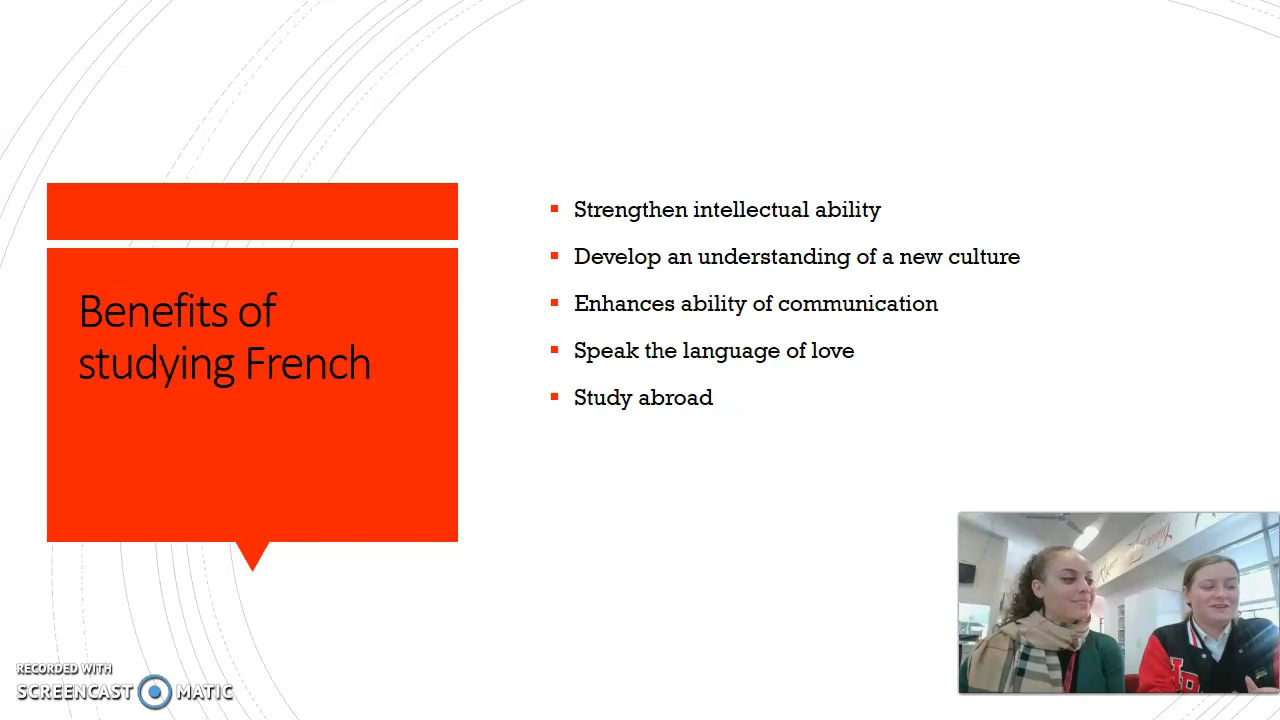 Benefits of
studying French
Strengthen intellectual ability
Develop an understanding of a new culture
Enhances ability of communication
Speak the language of love
Study abroad
RECORDED WITH
SCREENCAST MATIC